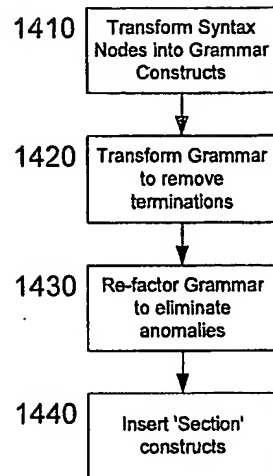 1410
Transform Syntax
Nodes into Grammar
Constructs
1420
Transform Grammar
to remove
terminations
1430
Re-factor Grammar
to eliminate
anomalies
1440
Insert 'Section'
constructs